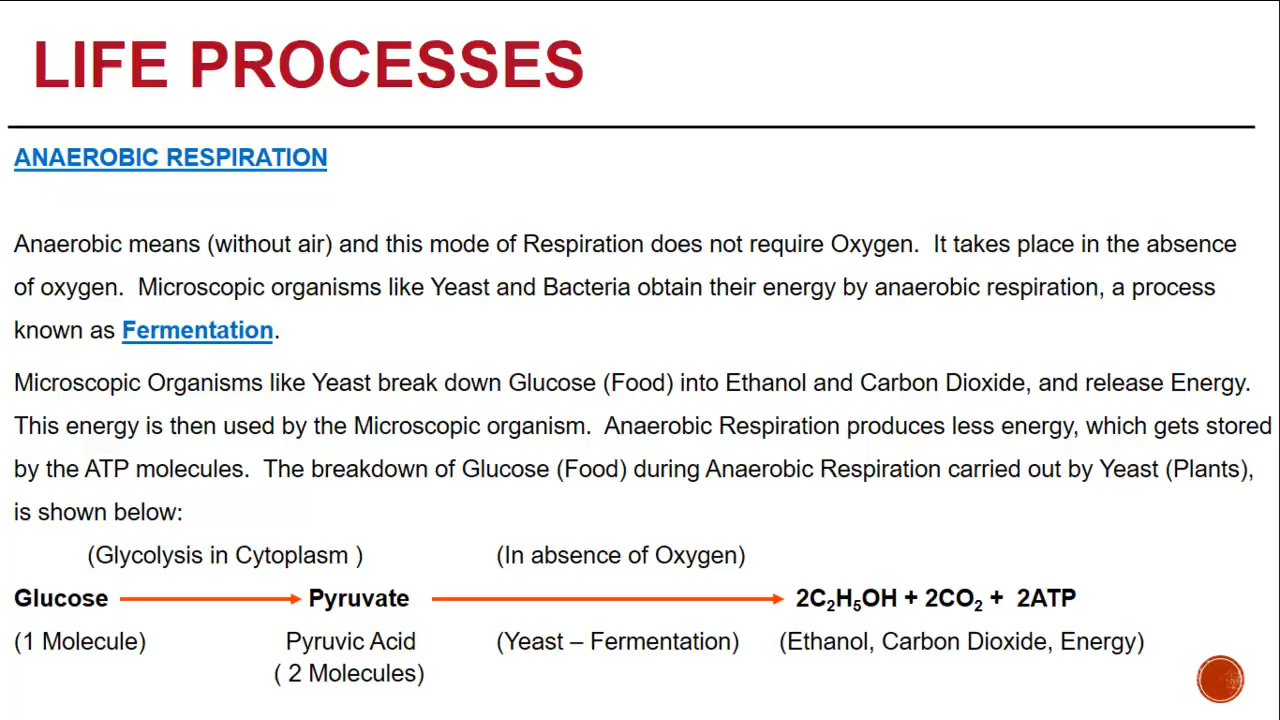 LIFE PROCESSES
ANAEROBIC RESPIRATION
Anaerobic means (without air) and this mode of Respiration does not require Oxygen.  It takes place in the absence
of oxygen.  Microscopic organisms like Yeast and Bacteria obtain their energy by anaerobic respiration, a process
known as Fermentation.
Microscopic Organisms like Yeast break down Glucose (Food) into Ethanol and Carbon Dioxide, and release Energy.
This energy is then used by the Microscopic organism.  Anaerobic Respiration produces less energy, which gets stored
by the ATP molecules.  The breakdown of Glucose (Food) during Anaerobic Respiration carried out by Yeast (Plants),
is shown below:
(Glycolysis in Cytoplasm ) (In absence of Oxygen)
Glucose Pyruvate 2C₂H₅OH + 2CO₂ +  2ATP
(1 Molecule) Pyruvic Acid (Yeast – Fermentation) (Ethanol, Carbon Dioxide, Energy)
( 2 Molecules)